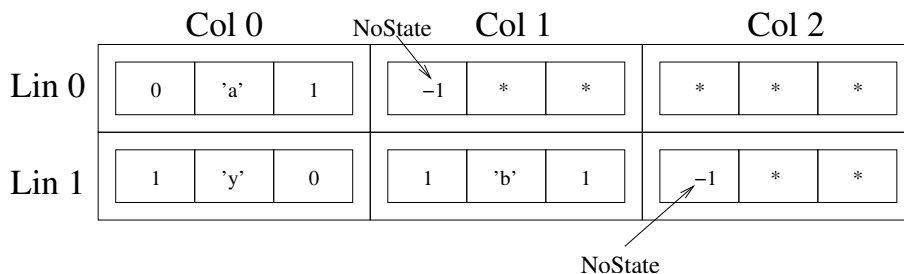 Col 0 Col 1 Col 2
NoState
Lin 0 0 'a' 1 −1 * * * * *
Lin 1 1 'y' 0 1 'b' 1 −1 * *
NoState